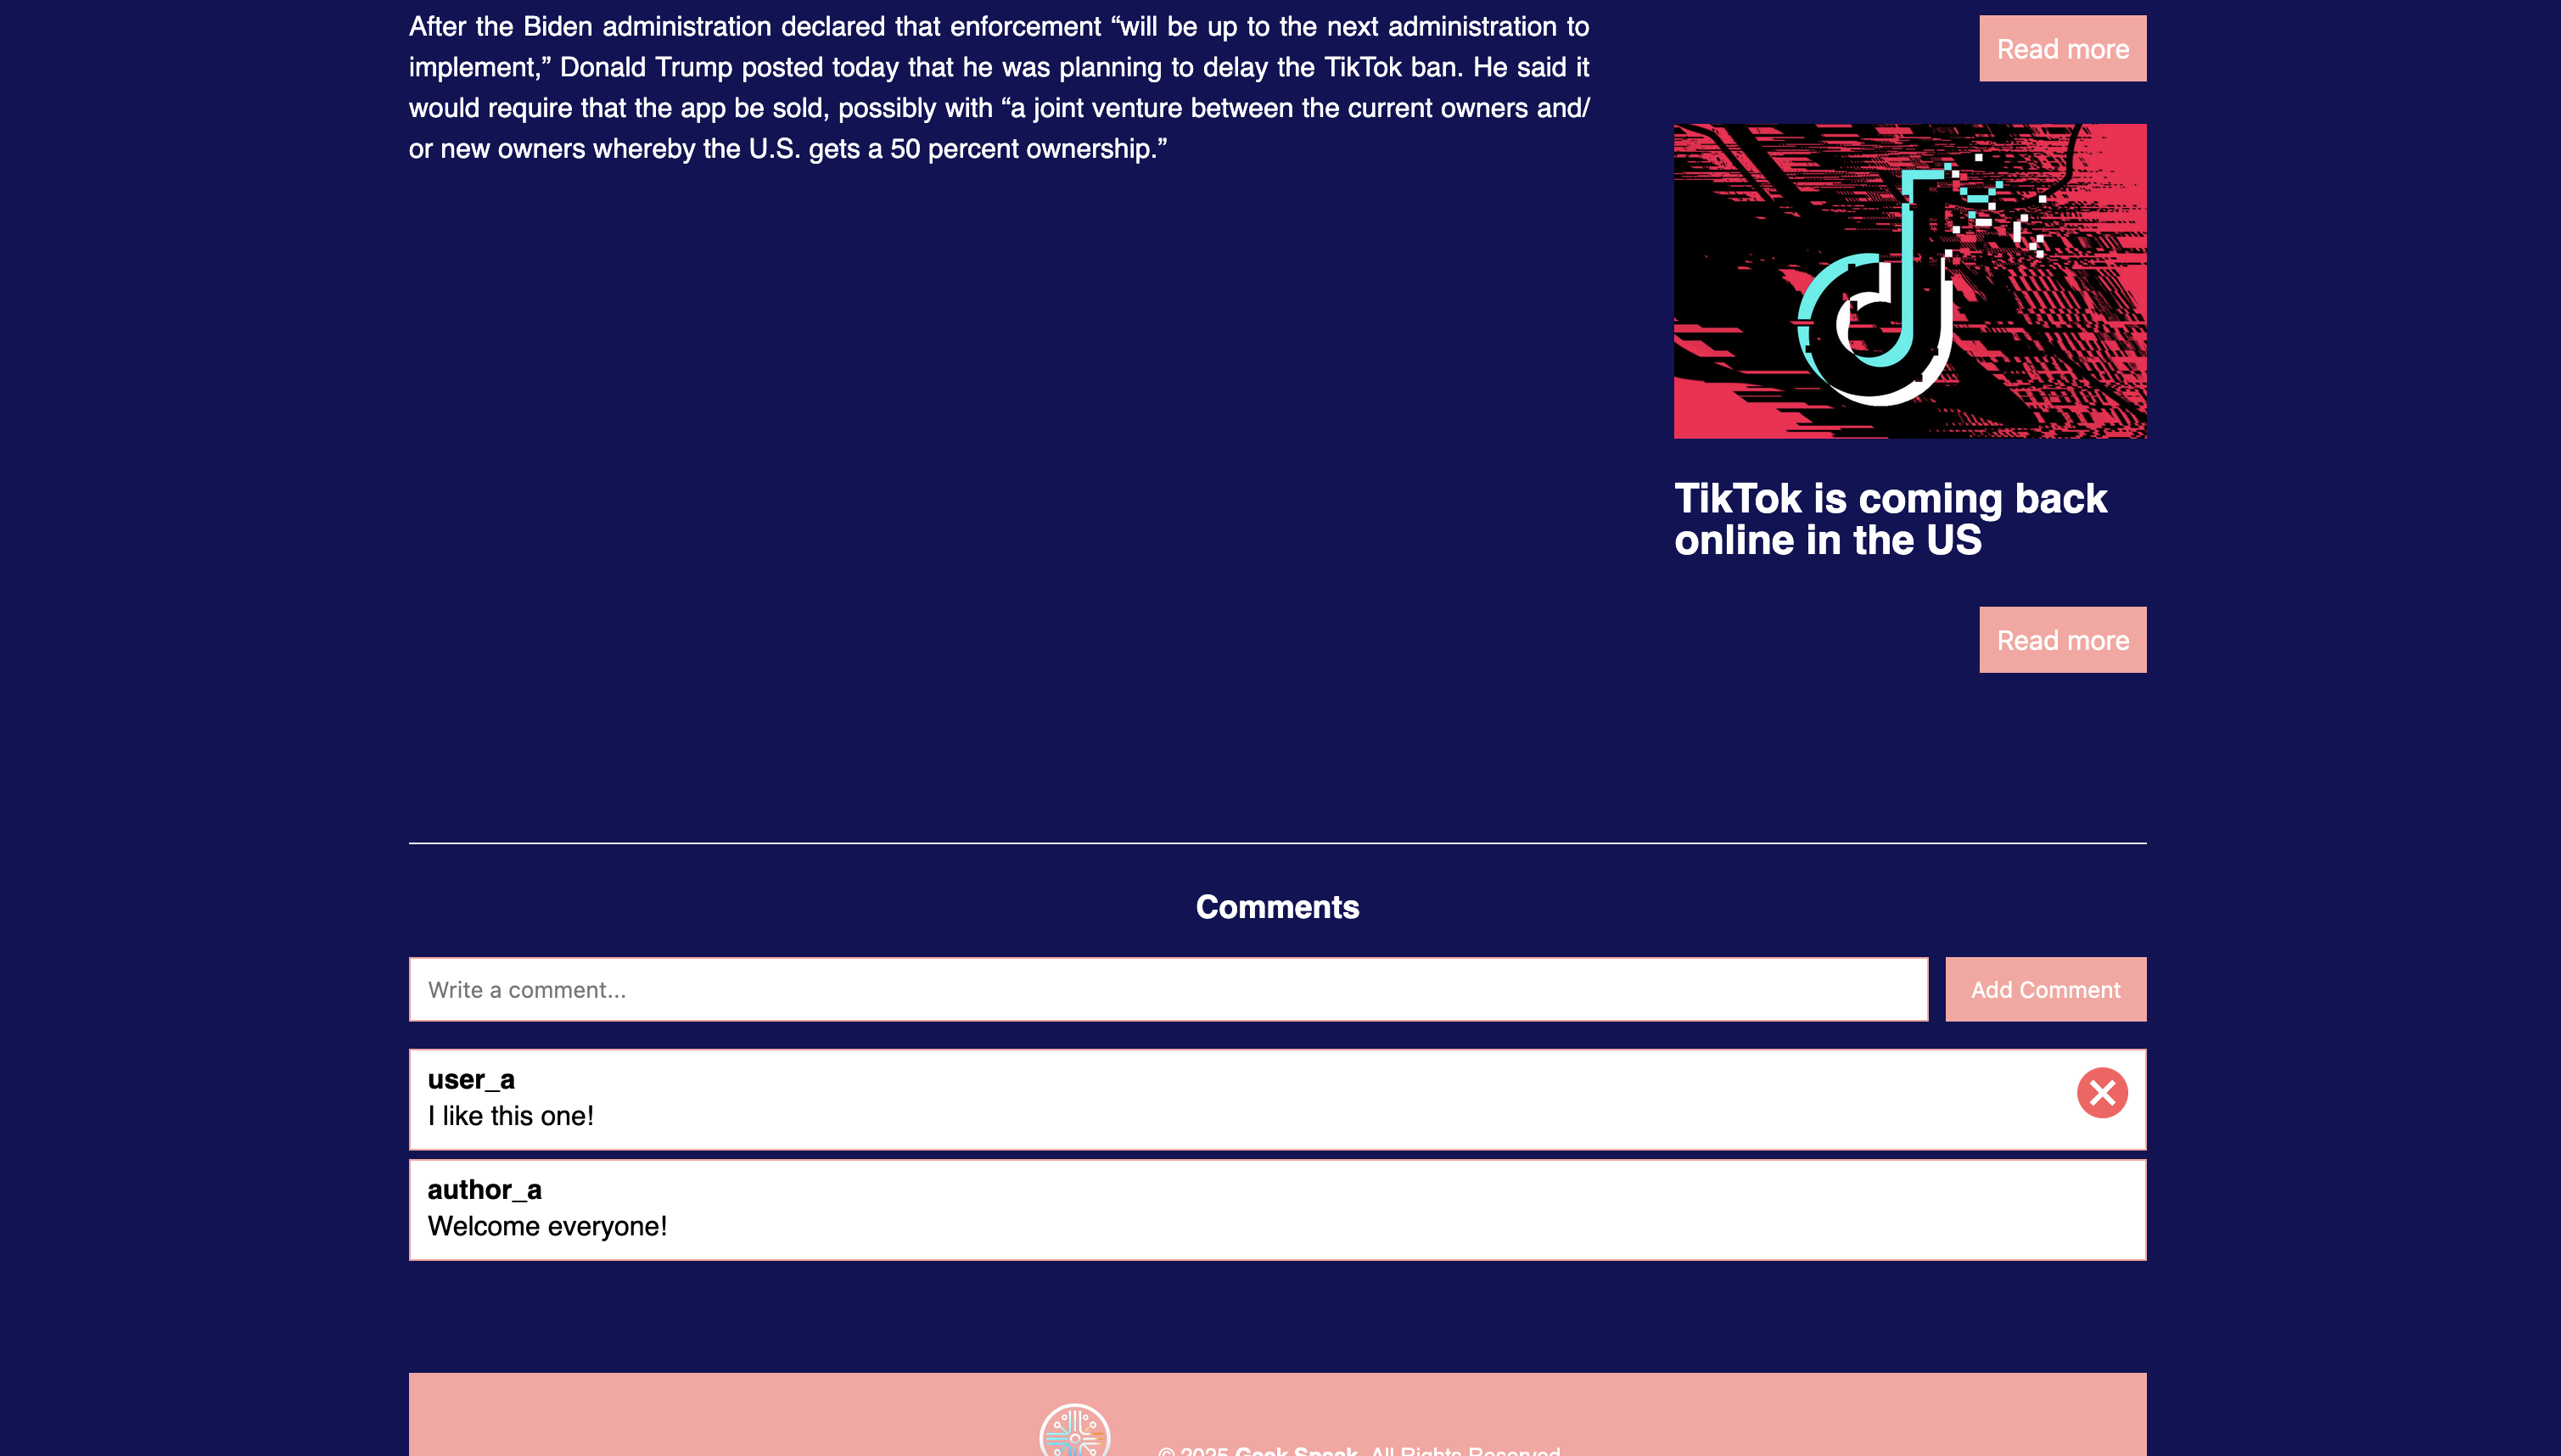 After the Biden administration declared that enforcement “will be up to the next administration to
implement,” Donald Trump posted today that he was planning to delay the TikTok ban. He said it
would require that the app be sold, possibly with “a joint venture between the current owners and/
or new owners whereby the U.S. gets a 50 percent ownership.”
Read more
TikTok is coming back
online in the US
Read more
Comments
Write a comment...
Add Comment
user_a
I like this one!
author_a
Welcome everyone!
© 2025 Geek Speak. All Rights Reserved